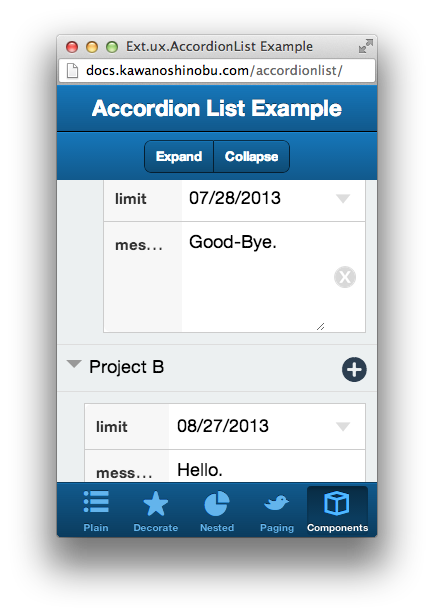 Ext.ux.AccordionList Example
docs.kawanoshinobu.com/accordionlist/
Accordion List Example
Expand Collapse
limit 07/28/2013
mes... Good-Bye.
Project B
limit 08/27/2013
mess... Hello.
Plain Decorate Nested Paging Components